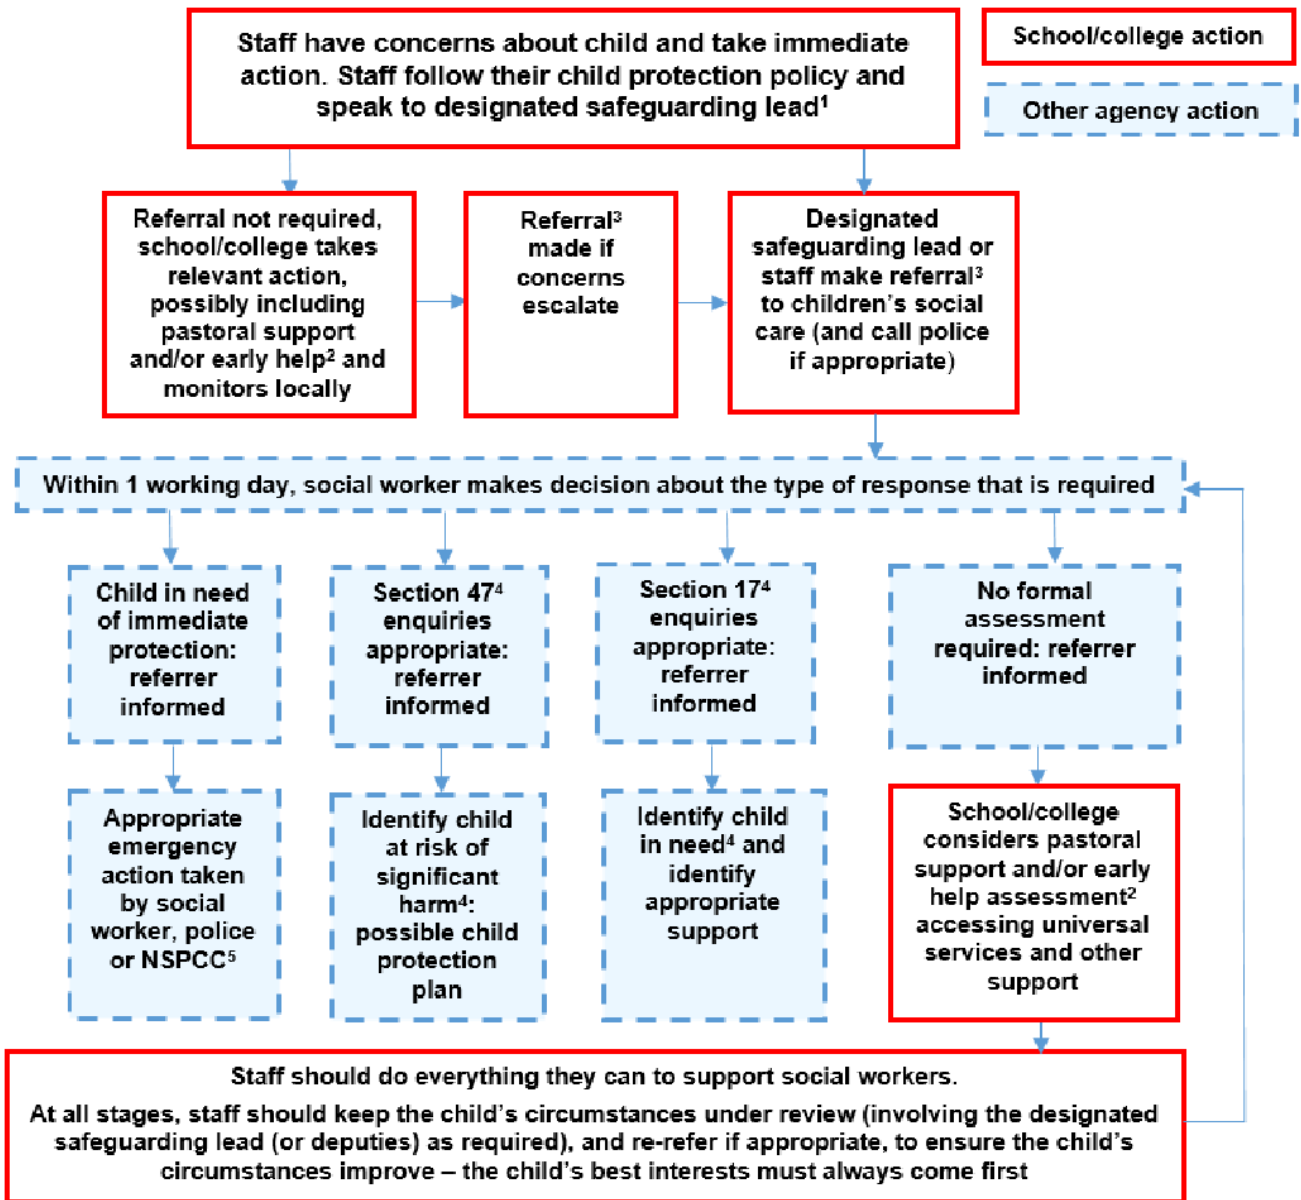 Staff have concerns about child and take immediate
action. Staff follow their child protection policy and
speak to designated safeguarding lead¹
School/college action
Other agency action
Referral not required,
school/college takes
relevant action,
possibly including
pastoral support
and/or early help² and
monitors locally
Referral³
made if
concerns
escalate
Designated
safeguarding lead or
staff make referral³
to children’s social
care (and call police
if appropriate)
Within 1 working day, social worker makes decision about the type of response that is required
Child in need
of immediate
protection:
referrer
informed
Section 47⁴
enquiries
appropriate:
referrer
informed
Section 17⁴
enquiries
appropriate:
referrer
informed
No formal
assessment
required: referrer
informed
Appropriate
emergency
action taken
by social
worker, police
or NSPCC⁵
Identify child
at risk of
significant
harm⁴:
possible child
protection
plan
Identify child
in need⁴ and
identify
appropriate
support
School/college
considers pastoral
support and/or early
help assessment²
accessing universal
services and other
support
Staff should do everything they can to support social workers.
At all stages, staff should keep the child’s circumstances under review (involving the designated
safeguarding lead (or deputies) as required), and re-refer if appropriate, to ensure the child’s
circumstances improve – the child’s best interests must always come first